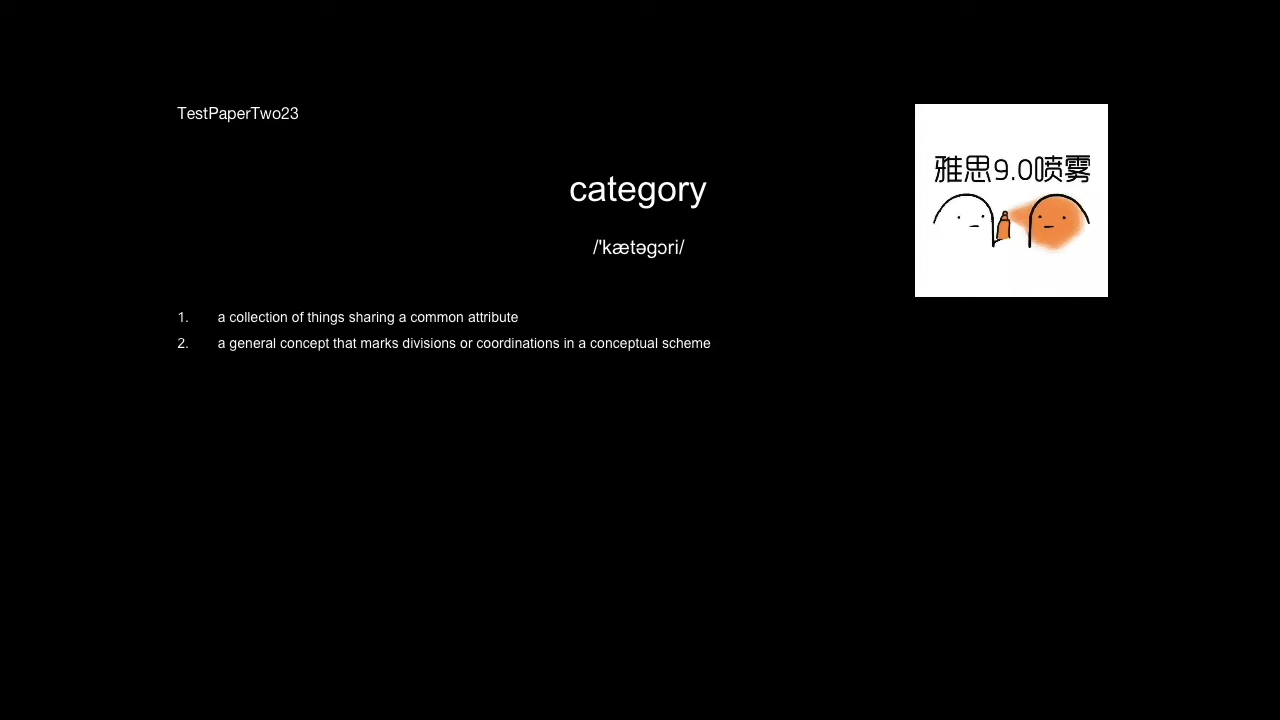 TestPaperTwo23
雅思9.0喷雾
category
/'kætəgɔri/
1. a collection of things sharing a common attribute
2. a general concept that marks divisions or coordinations in a conceptual scheme